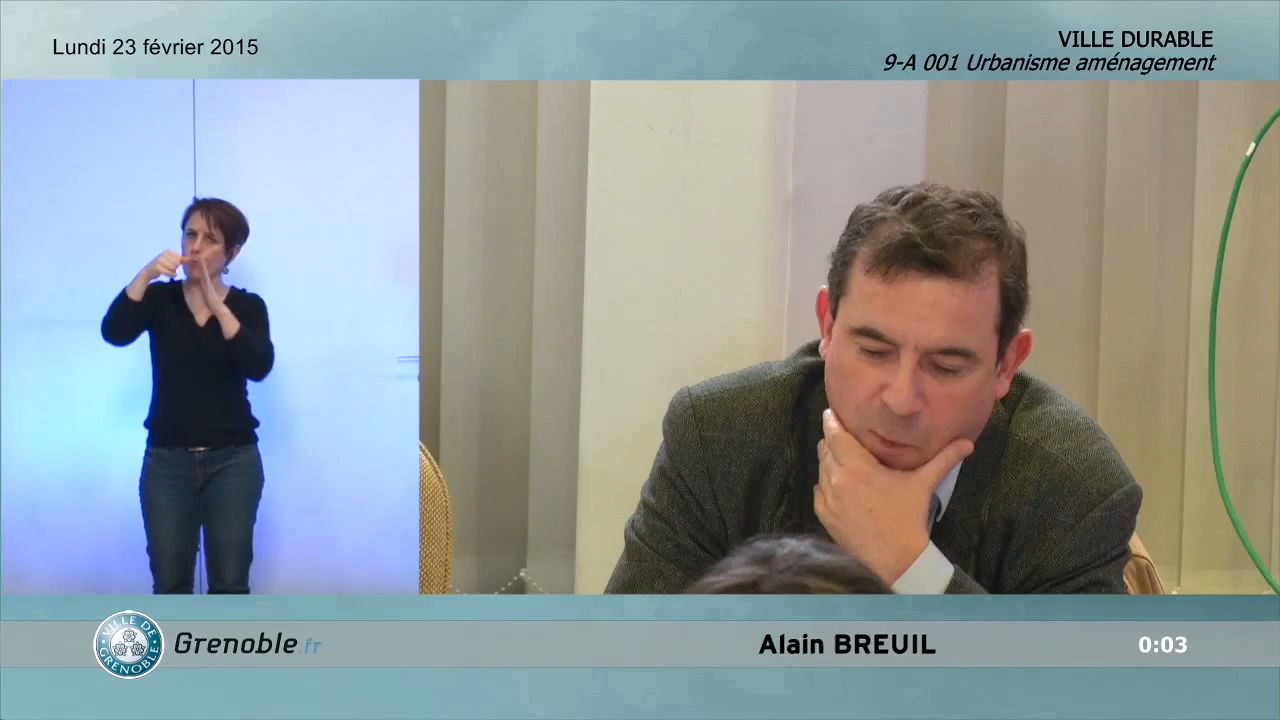 Lundi 23 février 2015
VILLE DURABLE
9-A 001 Urbanisme aménagement
VILLE DE GRENOBLE
Grenoble.fr
Alain BREUIL
0:03